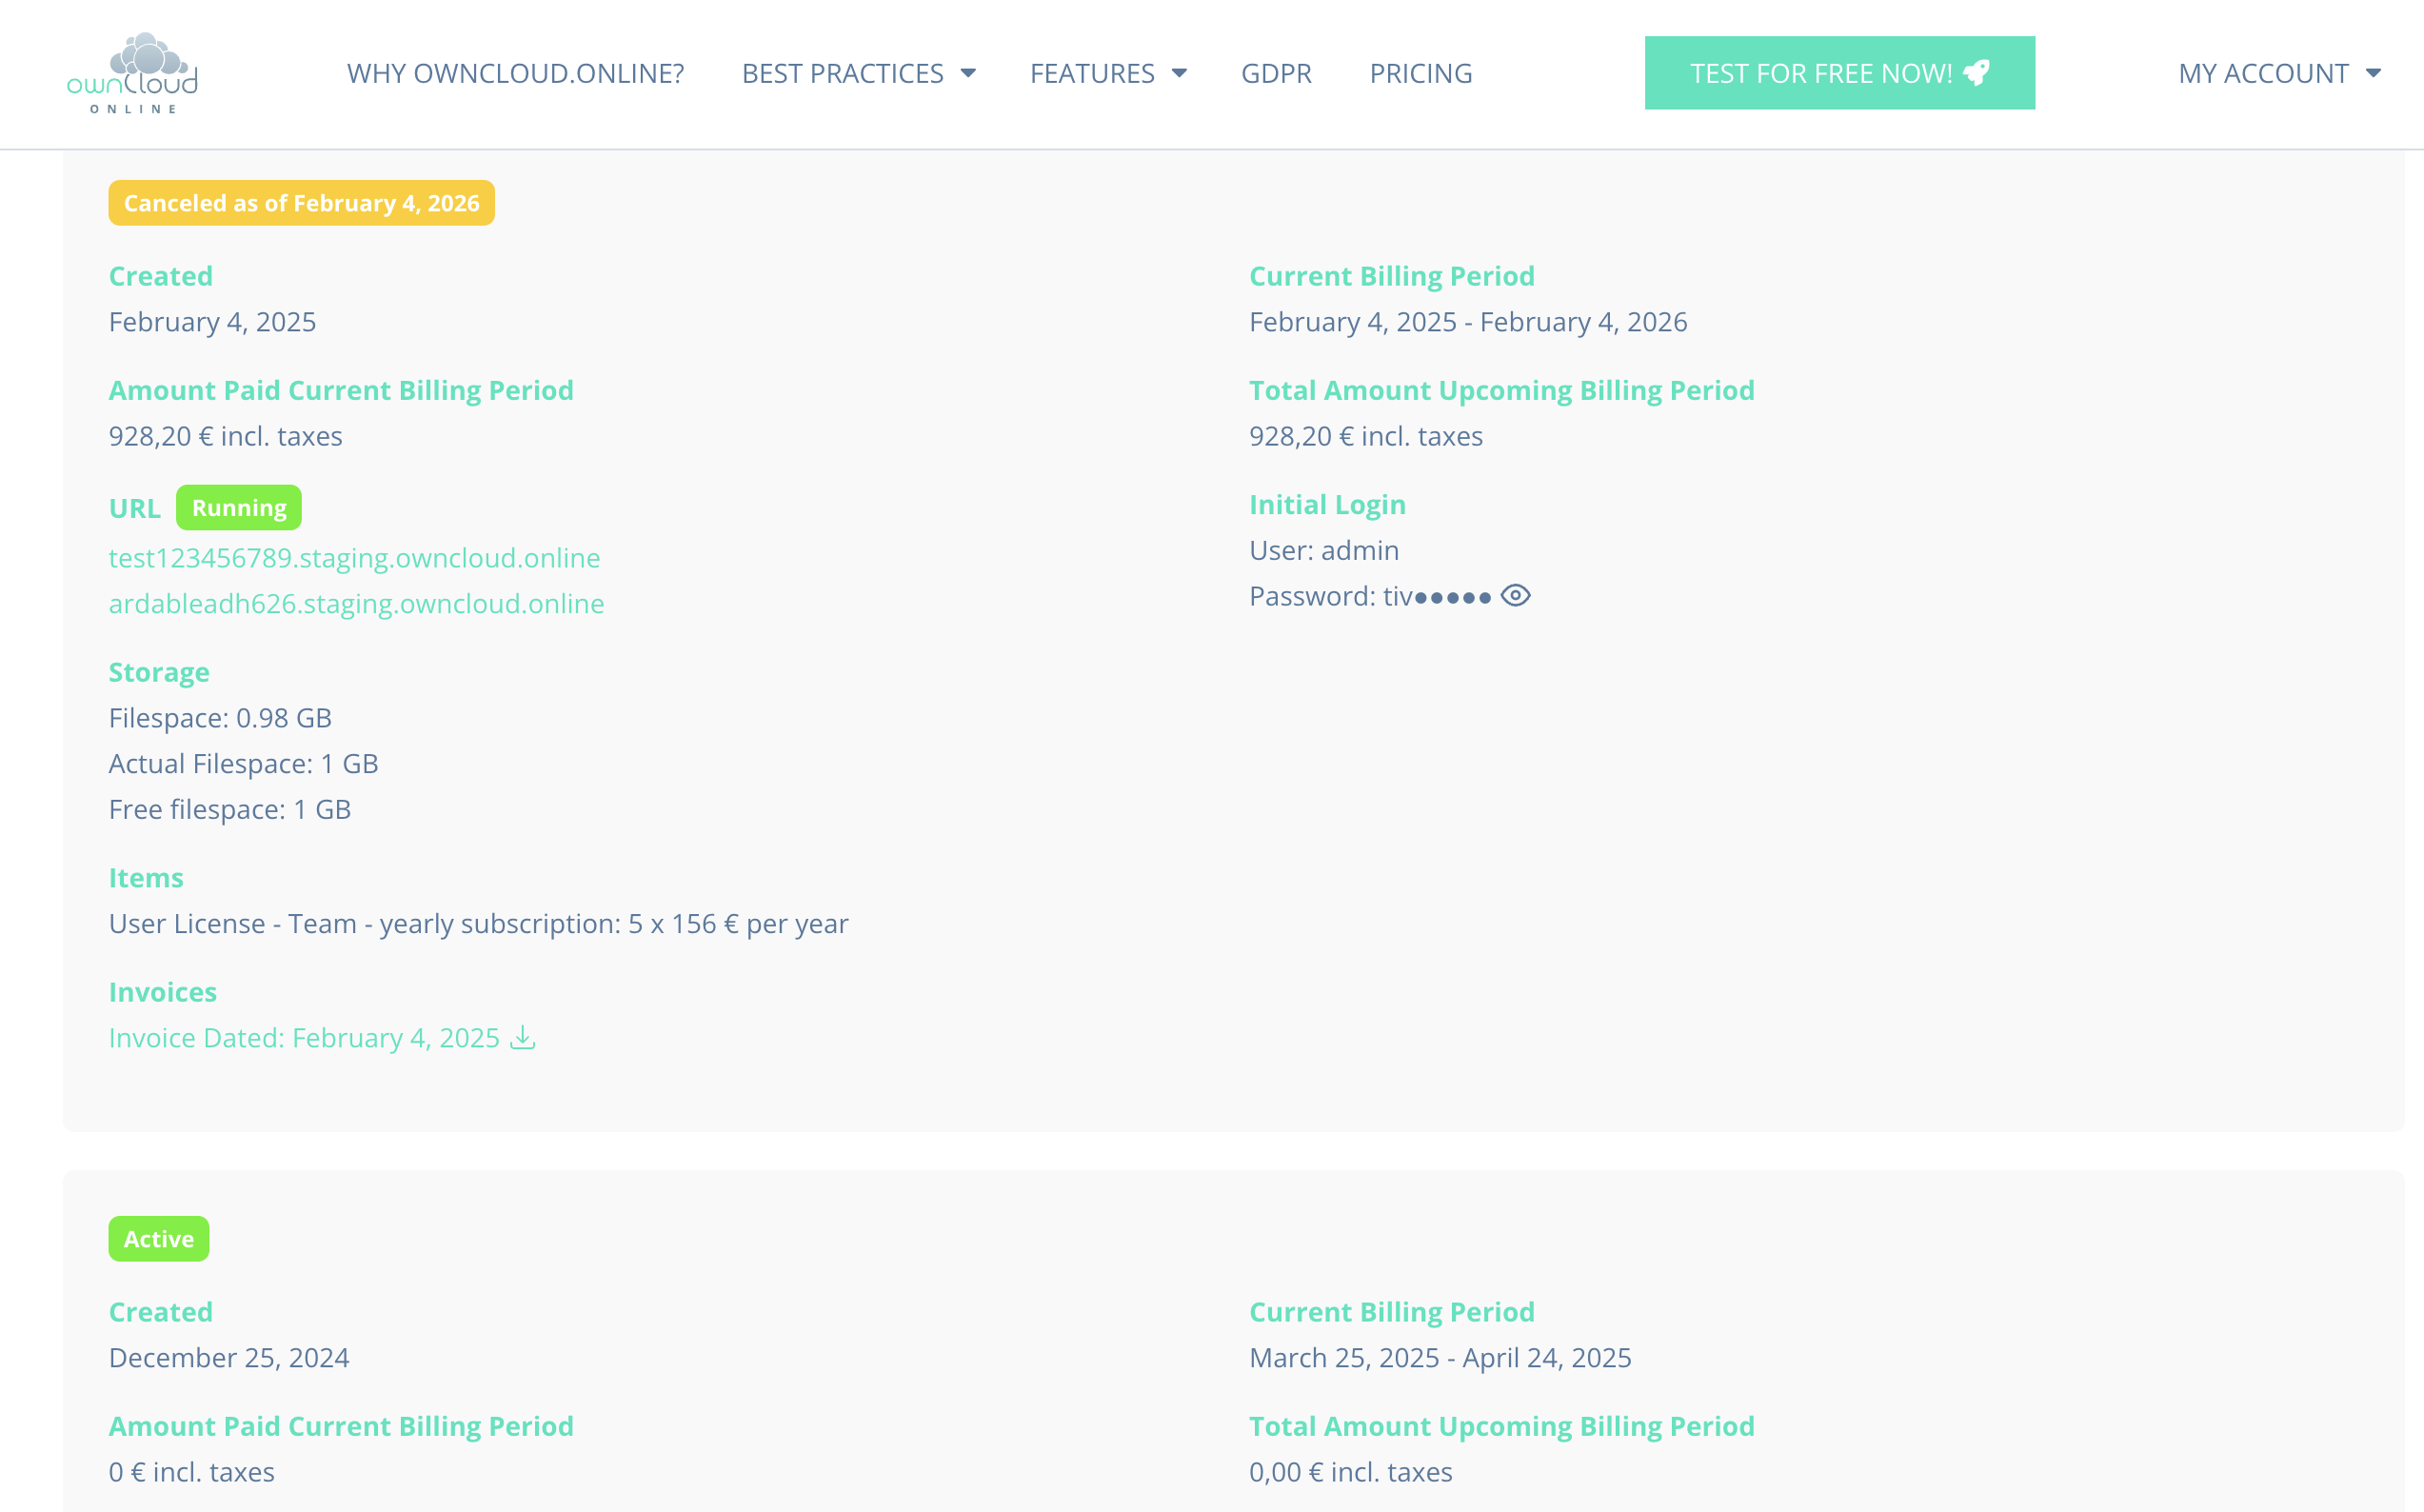 ownCloud
ONLINE
WHY OWNCLOUD.ONLINE?
BEST PRACTICES
FEATURES
GDPR
PRICING
TEST FOR FREE NOW!
MY ACCOUNT
Canceled as of February 4, 2026
Created
February 4, 2025
Current Billing Period
February 4, 2025 - February 4, 2026
Amount Paid Current Billing Period
928,20 € incl. taxes
Total Amount Upcoming Billing Period
928,20 € incl. taxes
URL Running
test123456789.staging.owncloud.online
ardableadh626.staging.owncloud.online
Initial Login
User: admin
Password: tiv●●●●●
Storage
Filespace: 0.98 GB
Actual Filespace: 1 GB
Free filespace: 1 GB
Items
User License - Team - yearly subscription: 5 x 156 € per year
Invoices
Invoice Dated: February 4, 2025
Active
Created
December 25, 2024
Current Billing Period
March 25, 2025 - April 24, 2025
Amount Paid Current Billing Period
0 € incl. taxes
Total Amount Upcoming Billing Period
0,00 € incl. taxes